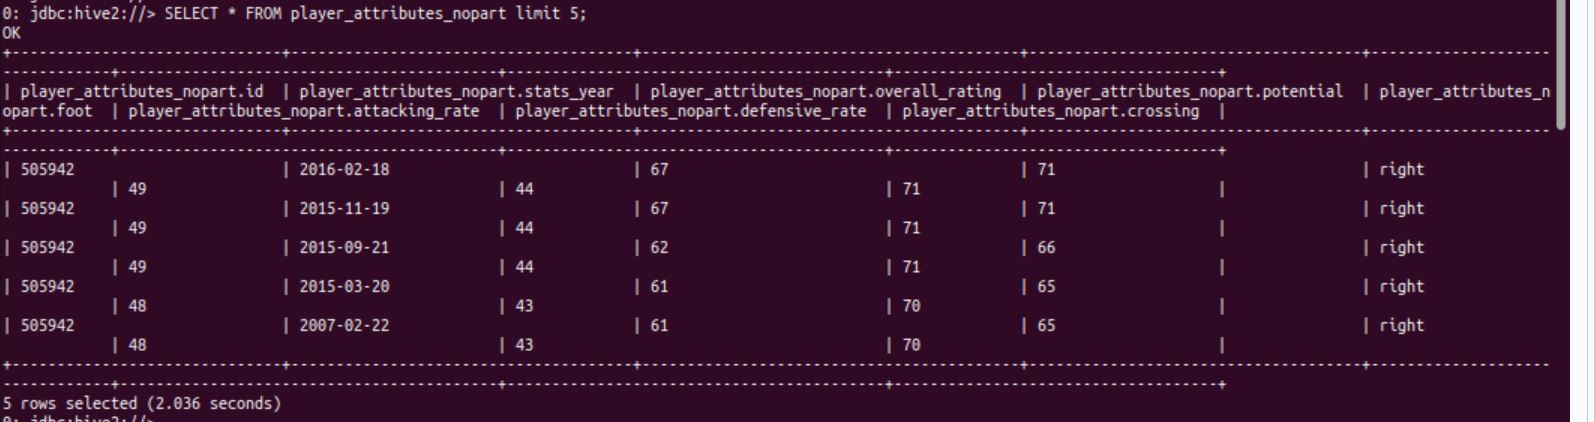 0: jdbc:hive2://> SELECT * FROM player_attributes_nopart limit 5;
OK
+------------------------------+--------------------------------------+------------------------------------------+-------------------------------------+--------------------
------------+------------------------------------------+------------------------------------------+------------------------------------+
| player_attributes_nopart.id | player_attributes_nopart.stats_year | player_attributes_nopart.overall_rating | player_attributes_nopart.potential | player_attributes_n
opart.foot | player_attributes_nopart.attacking_rate | player_attributes_nopart.defensive_rate | player_attributes_nopart.crossing |
+------------------------------+--------------------------------------+------------------------------------------+-------------------------------------+--------------------
------------+------------------------------------------+------------------------------------------+------------------------------------+
| 505942 | 2016-02-18 | 67 | 71 | right
| 49 | 44 | 71 |
| 505942 | 2015-11-19 | 67 | 71 | right
| 49 | 44 | 71 |
| 505942 | 2015-09-21 | 62 | 66 | right
| 49 | 44 | 71 |
| 505942 | 2015-03-20 | 61 | 65 | right
| 48 | 43 | 70 |
| 505942 | 2007-02-22 | 61 | 65 | right
| 48 | 43 | 70 |
+------------------------------+--------------------------------------+------------------------------------------+-------------------------------------+--------------------
------------+------------------------------------------+------------------------------------------+------------------------------------+
5 rows selected (2.036 seconds)
0: jdbc:hive2://>